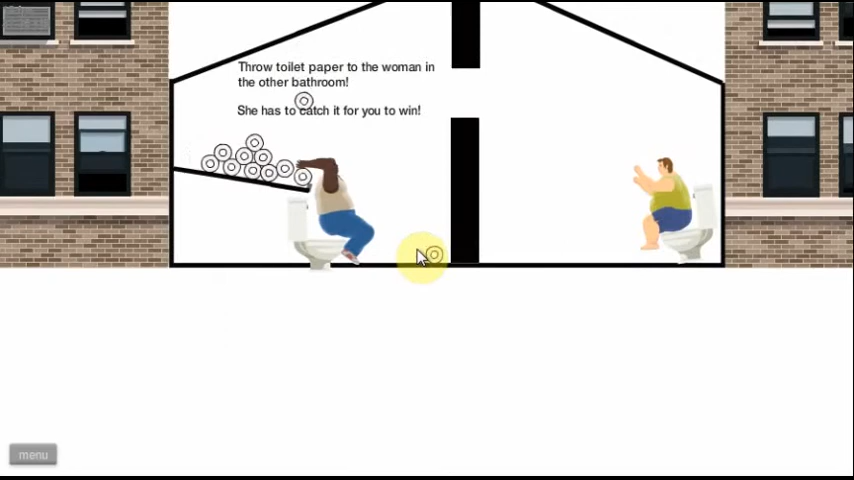 Throw toilet paper to the woman in
the other bathroom!
She has to catch it for you to win!
menu